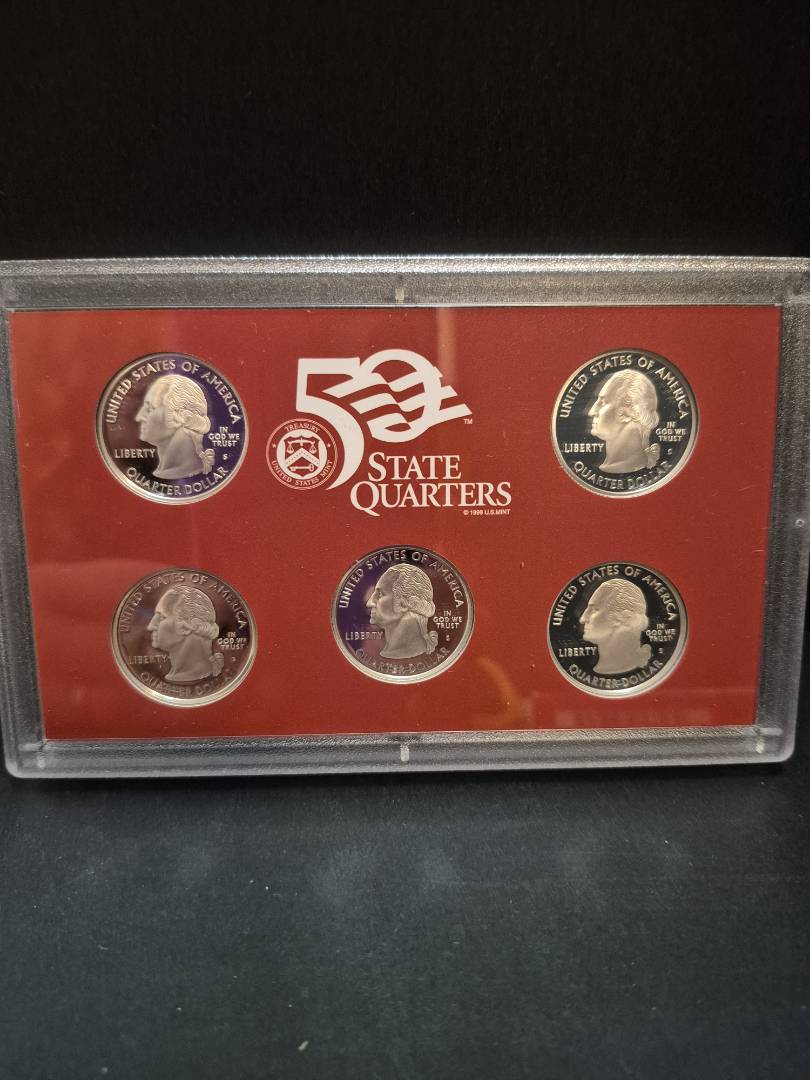 UNITED STATES OF AMERICA
IN
GOD WE
TRUST
LIBERTY
S
QUARTER DOLLAR
50
TM
TREASURY
UNITED STATES MINT
STATE
QUARTERS
UNITED STATES OF AMERICA
IN
GOD WE
TRUST
LIBERTY
S
QUARTER DOLLAR
UNITED STATES OF AMERICA
IN
GOD WE
TRUST
LIBERTY
S
QUARTER DOLLAR
UNITED STATES OF AMERICA
IN
GOD WE
TRUST
LIBERTY
S
QUARTER DOLLAR
UNITED STATES OF AMERICA
IN
GOD WE
TRUST
LIBERTY
S
QUARTER DOLLAR